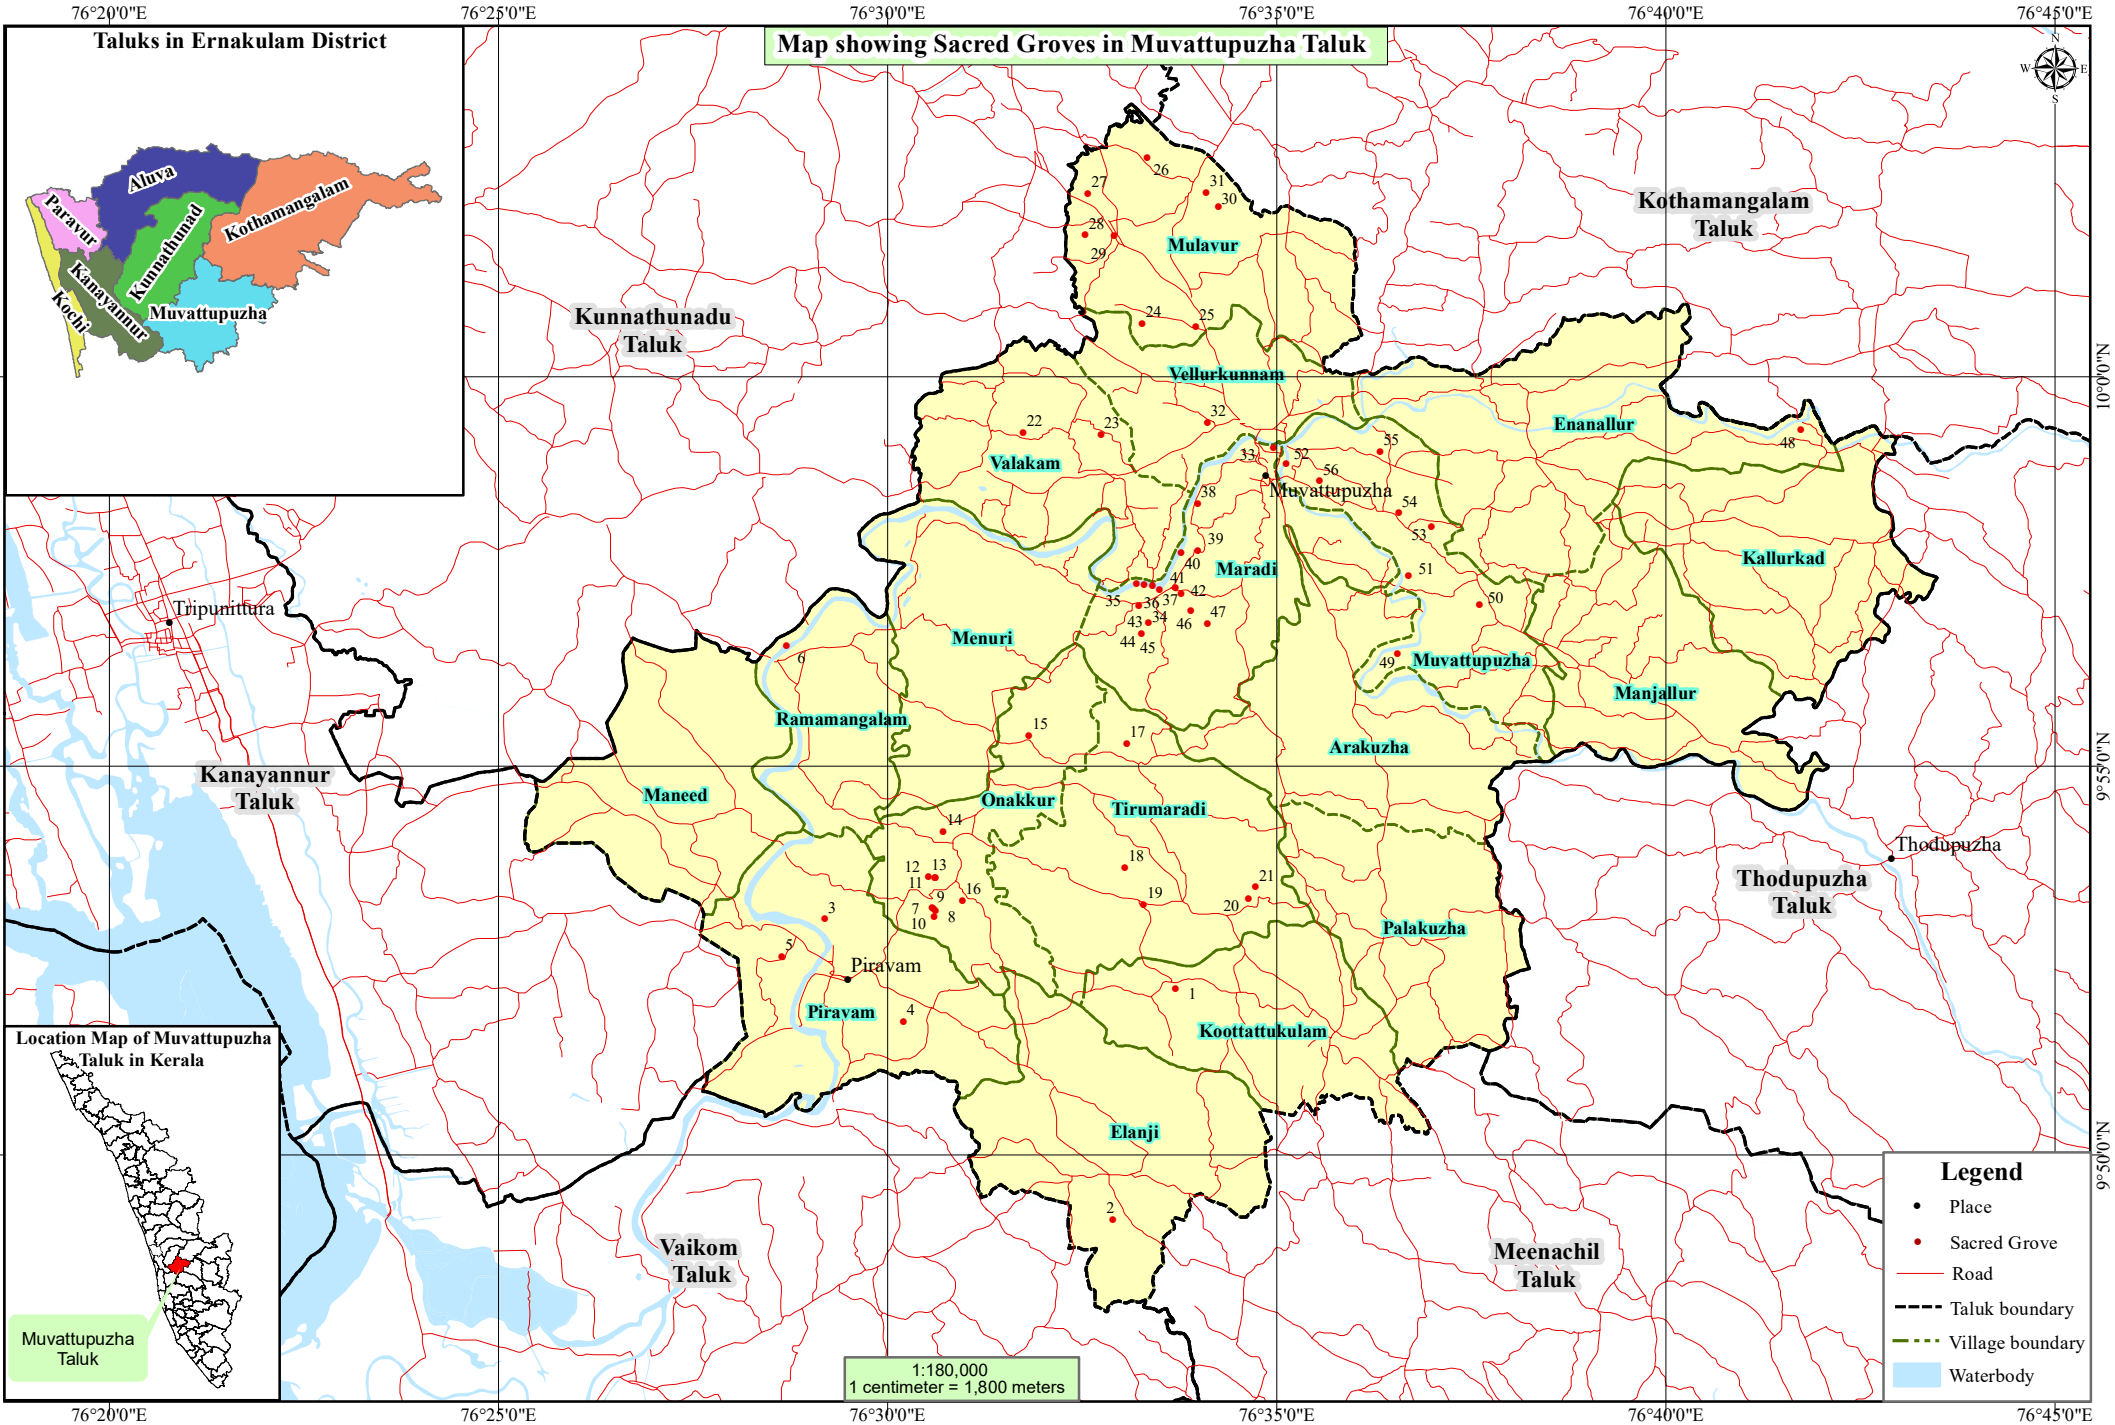 76°20'0"E
76°25'0"E
76°30'0"E
76°35'0"E
76°40'0"E
76°45'0"E
Taluks in Ernakulam District
Map showing Sacred Groves in Muvattupuzha Taluk
N
W
E
S
Aluva
Paravur
Kunnathunad
Kothamangalam
Kanayannur
Kochi
Muvattupuzha
26
27
31
30
28
29
Mulavur
Kothamangalam
Taluk
Kunnathunadu
Taluk
24
25
10°0'0"N
Vellurkunnam
22
23
32
Valakam
33
52
55
56
Enanallur
48
38
Muvattupuzha
54
53
39
40
Maradi
51
Kallurkad
41
42
35
36
37
50
43
34
46
47
44
45
Tripunittura
Menuri
6
49
Muvattupuzha
Manjallur
Ramamangalam
15
17
Arakuzha
9°55'0"N
Kanayannur
Taluk
Maneed
Onakkur
Tirumaradi
14
12
13
11
18
16
9
7
8
10
19
21
20
Thodupuzha
Thodupuzha
Taluk
3
5
Piravam
Palakuzha
Piravam
4
1
Koottattukulam
Location Map of Muvattupuzha
Taluk in Kerala
Elanji
9°50'0"N
2
Vaikom
Taluk
Meenachil
Taluk
Muvattupuzha
Taluk
1:180,000
1 centimeter = 1,800 meters
Legend
Place
Sacred Grove
Road
Taluk boundary
Village boundary
Waterbody
76°20'0"E
76°25'0"E
76°30'0"E
76°35'0"E
76°40'0"E
76°45'0"E